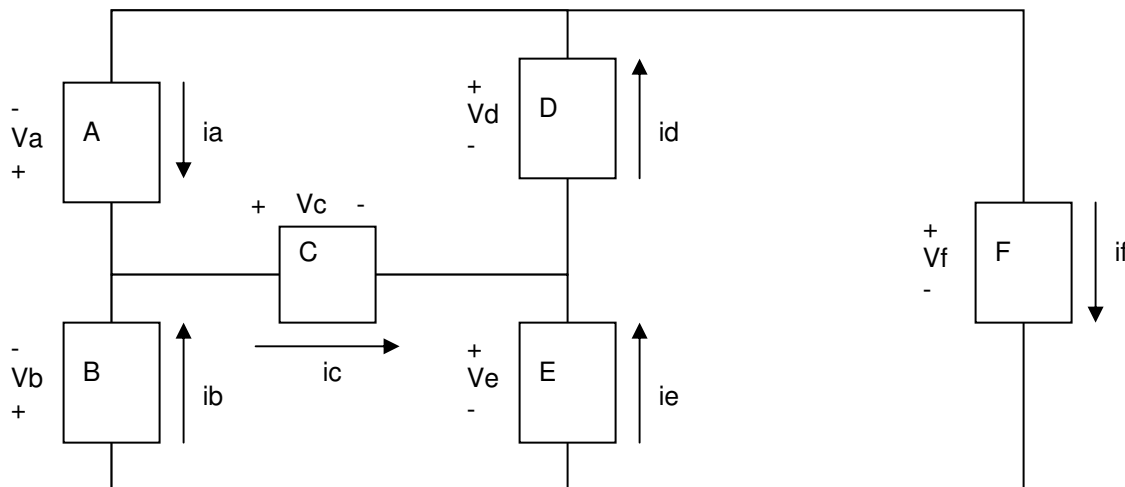 -
Va
+
A
ia
+
Vd
-
D
id
+ Vc -
C
ic
+
Vf
-
F
if
-
Vb
+
B
ib
+
Ve
-
E
ie